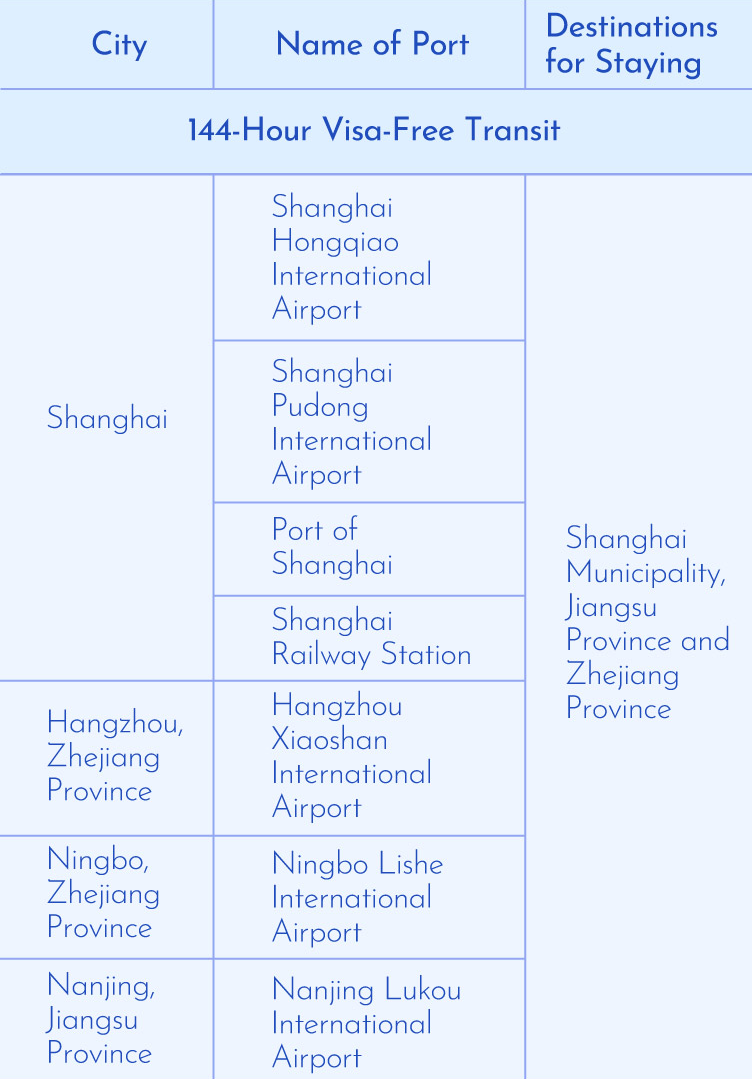 City
Name of Port
Destinations
for Staying
144-Hour Visa-Free Transit
Shanghai
Shanghai
Hongqiao
International
Airport
Shanghai
Pudong
International
Airport
Port of
Shanghai
Shanghai
Railway Station
Shanghai
Municipality,
Jiangsu
Province and
Zhejiang
Province
Hangzhou,
Zhejiang
Province
Hangzhou
Xiaoshan
International
Airport
Ningbo,
Zhejiang
Province
Ningbo Lishe
International
Airport
Nanjing,
Jiangsu
Province
Nanjing Lukou
International
Airport